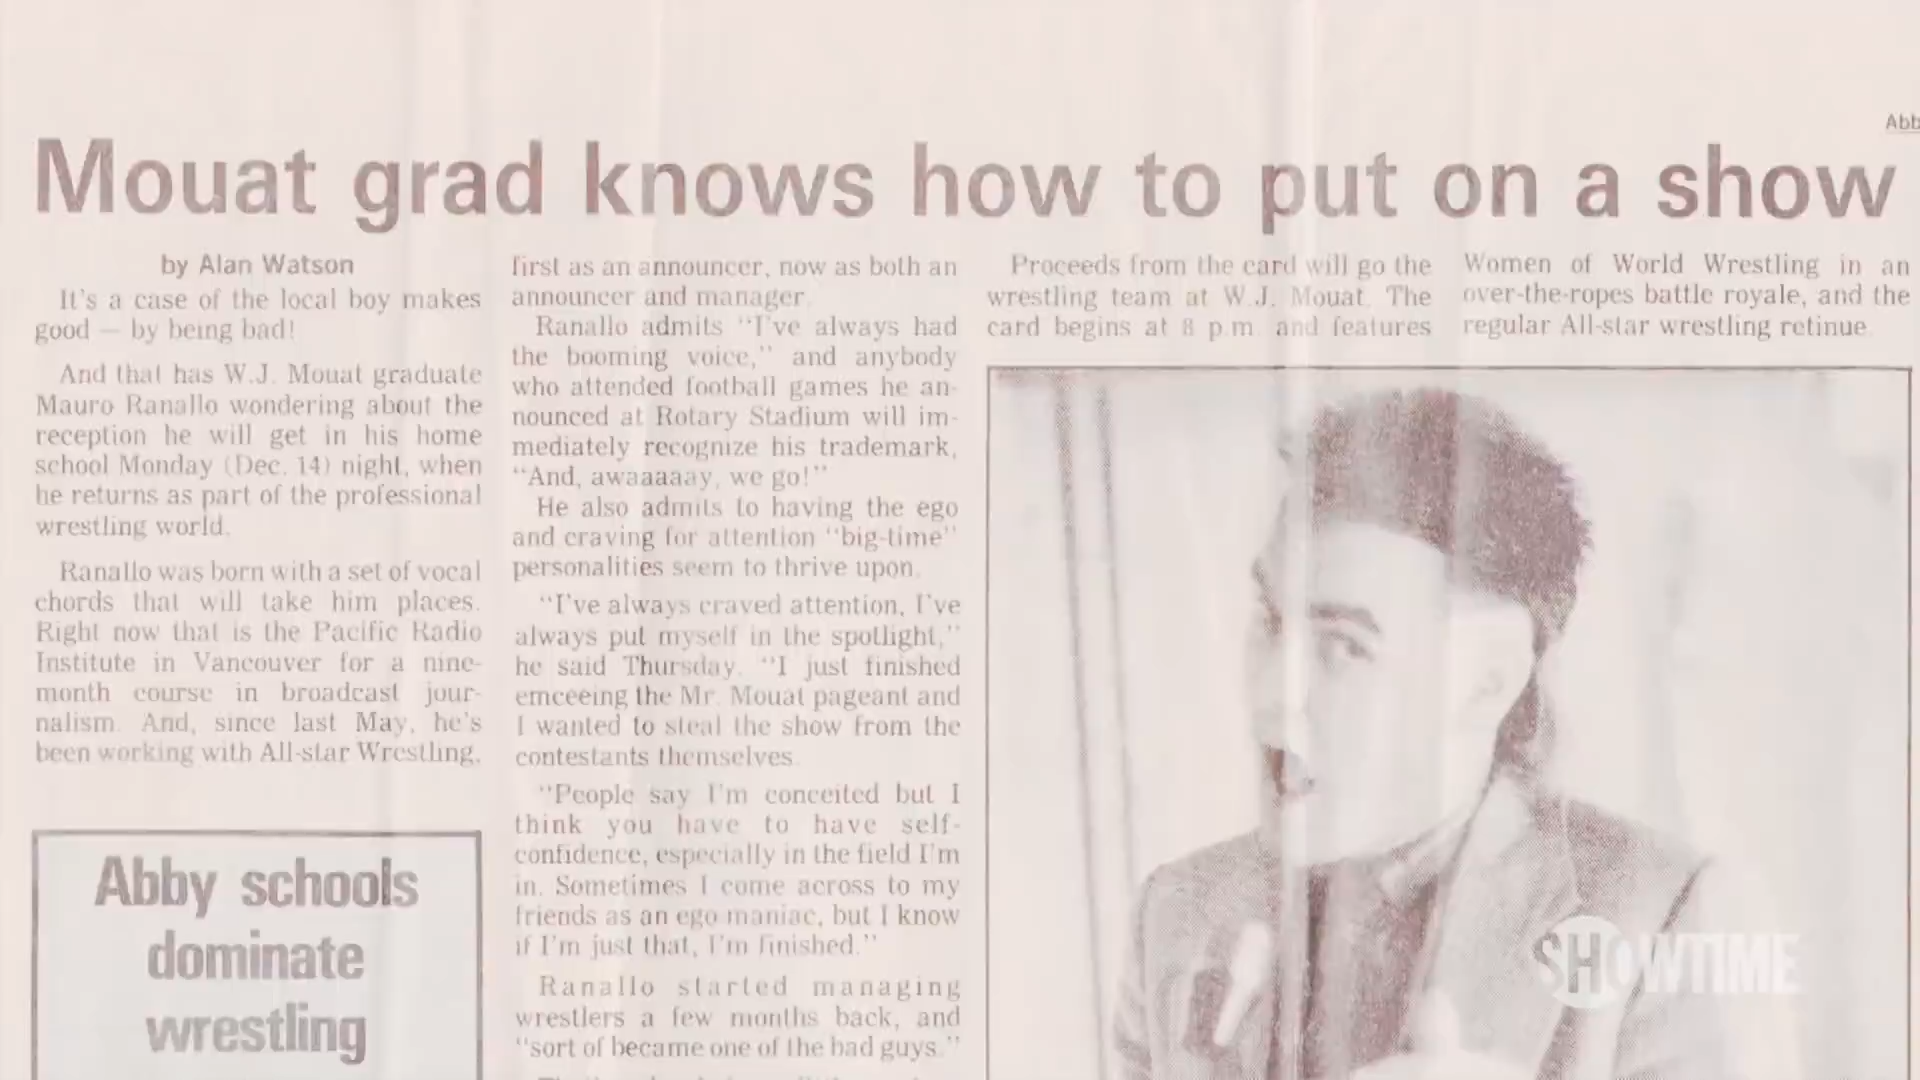 Abb
Mouat grad knows how to put on a show
by Alan Watson
It's a case of the local boy makes
good — by being bad!
And that has W.J. Mouat graduate
Mauro Ranallo wondering about the
reception he will get in his home
school Monday (Dec. 14) night, when
he returns as part of the professional
wrestling world.
Ranallo was born with a set of vocal
chords that will take him places.
Right now that is the Pacific Radio
Institute in Vancouver for a nine-
month course in broadcast jour-
nalism. And, since last May, he's
been working with All-star Wrestling,
Abby schools
dominate
wrestling
first as an announcer, now as both an
announcer and manager.
Ranallo admits "I've always had
the booming voice," and anybody
who attended football games he an-
nounced at Rotary Stadium will im-
mediately recognize his trademark,
"And, awaaaaay, we go!"
He also admits to having the ego
and craving for attention "big-time"
personalities seem to thrive upon.
"I've always craved attention, I've
always put myself in the spotlight,"
he said Thursday. "I just finished
emceeing the Mr. Mouat pageant and
I wanted to steal the show from the
contestants themselves.
"People say I'm conceited but I
think you have to have self-
confidence, especially in the field I'm
in. Sometimes I come across to my
friends as an ego maniac, but I know
if I'm just that, I'm finished."
Ranallo started managing
wrestlers a few months back, and
"sort of became one of the bad guys."
Proceeds from the card will go the
wrestling team at W.J. Mouat. The
card begins at 8 p.m. and features
Women of World Wrestling in an
over-the-ropes battle royale, and the
regular All-star wrestling retinue.
SHOWTIME